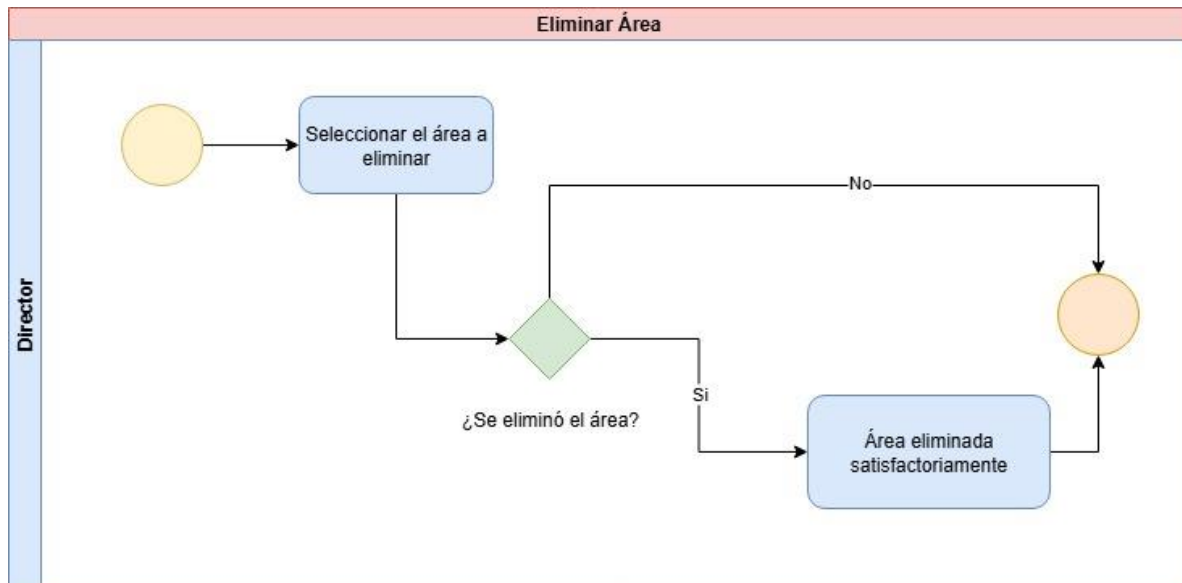 Eliminar Área
Director
Seleccionar el área a
eliminar
No
¿Se eliminó el área?
Si
Área eliminada
satisfactoriamente